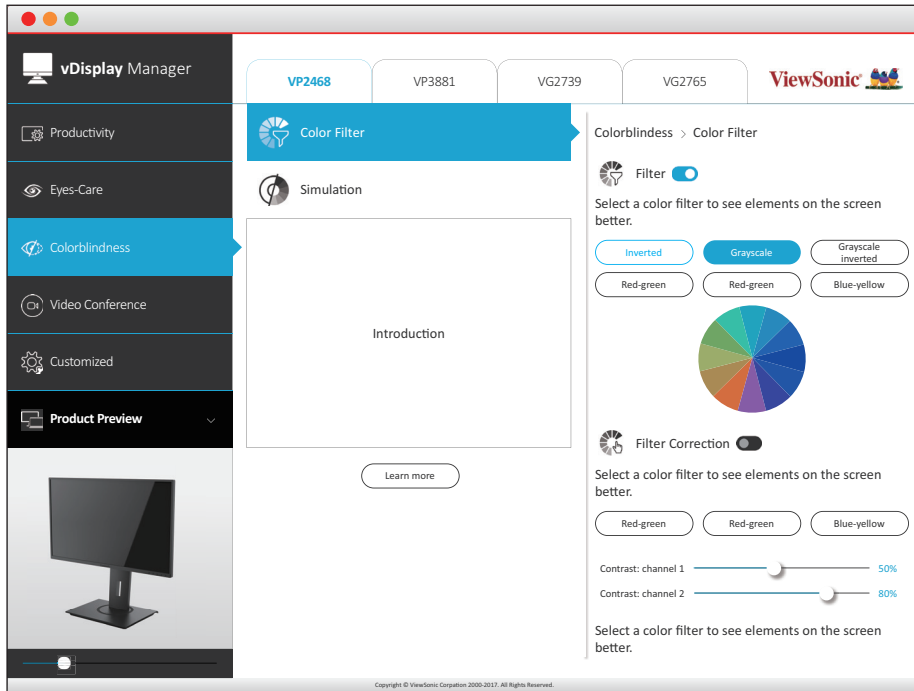 vDisplay Manager
VP2468
VP3881
VG2739
VG2765
ViewSonic
Productivity
Eyes-Care
Colorblindness
Video Conference
Customized
Product Preview
Color Filter
Simulation
Introduction
Learn more
Colorblindness > Color Filter
Filter
Select a color filter to see elements on the screen
better.
Inverted
Grayscale
Grayscale
inverted
Red-green
Red-green
Blue-yellow
Filter Correction
Select a color filter to see elements on the screen
better.
Red-green
Red-green
Blue-yellow
Contrast: channel 1
50%
Contrast: channel 2
80%
Select a color filter to see elements on the screen
better.
Copyright © ViewSonic Corpation 2000-2017. All Rights Reserved.